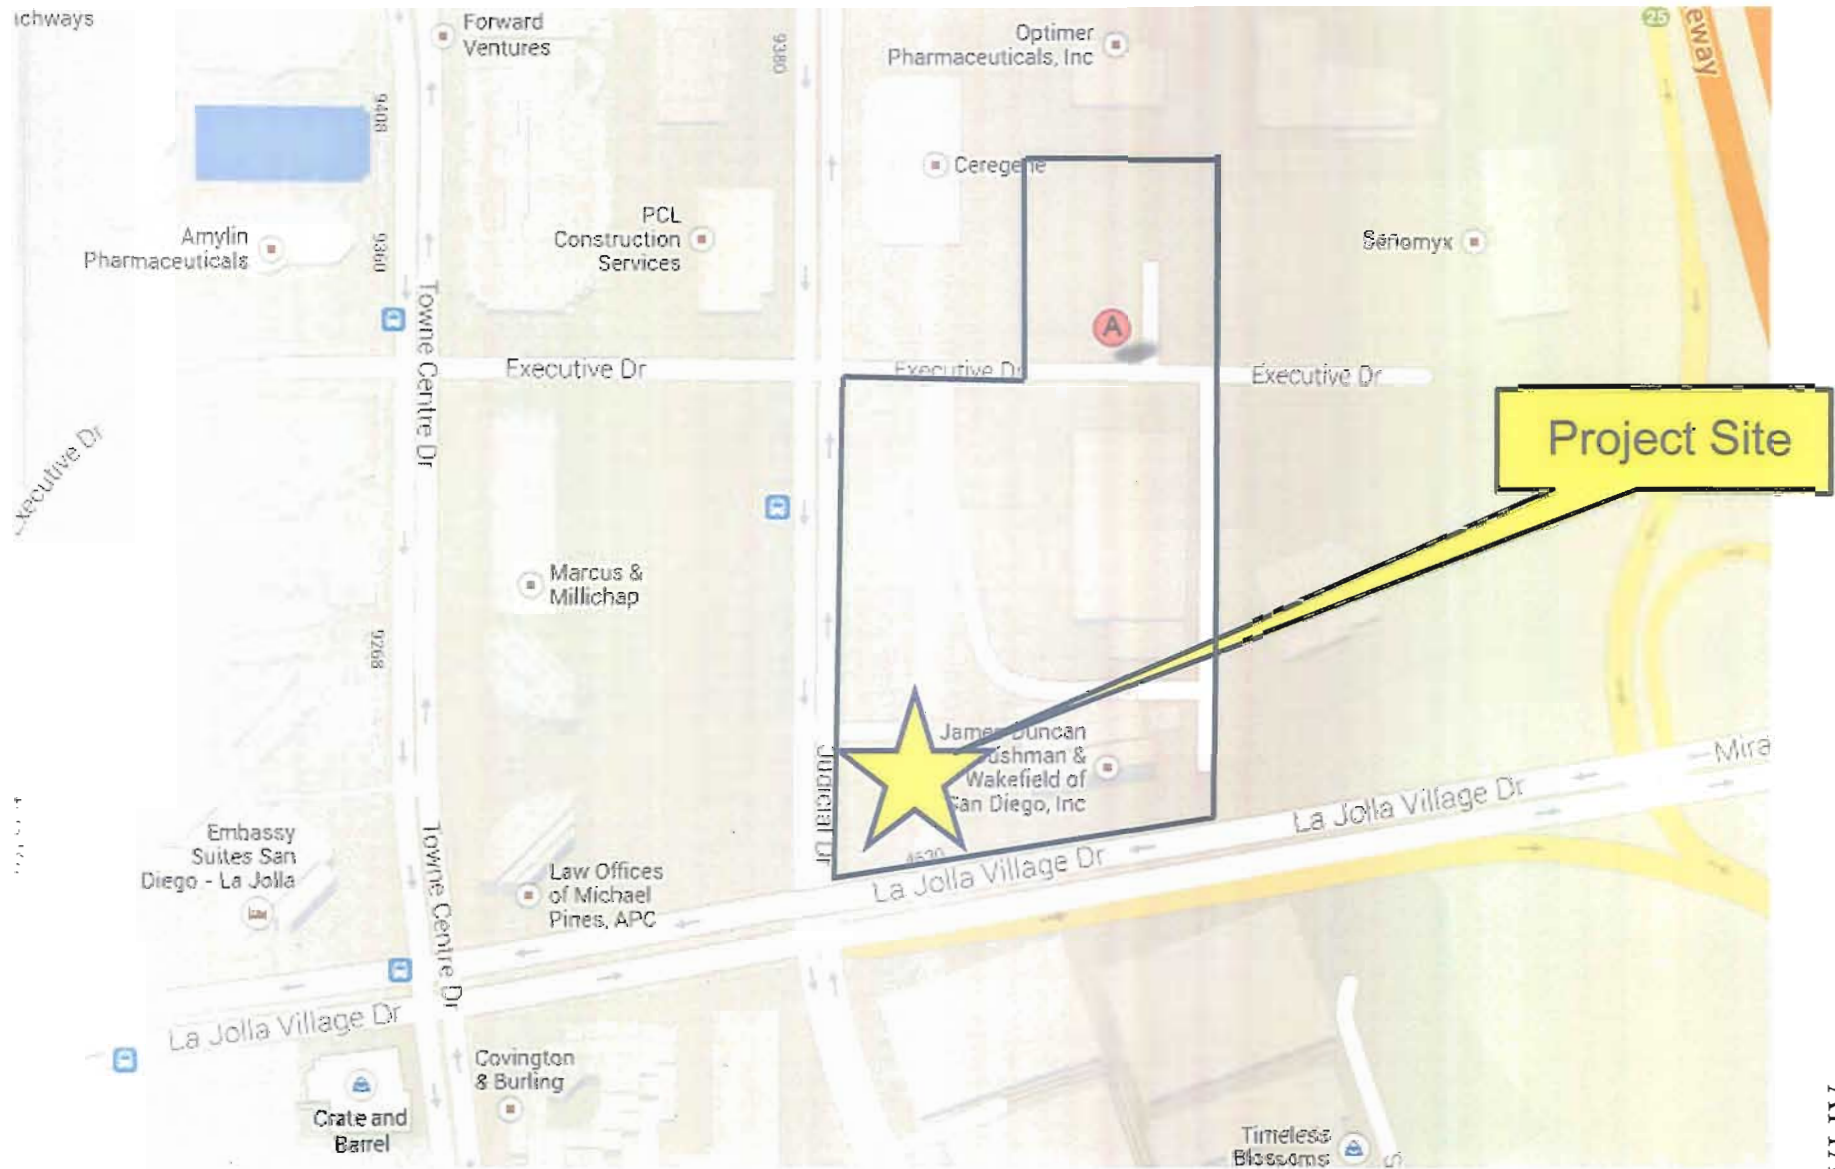 Forward
Ventures
Optimer
Pharmaceuticals, Inc
25
9380
9408
Ceregene
Amylin
Pharmaceuticals
9360
PCL
Construction
Services
Senomyx
A
Towne Centre Dr
Executive Dr
Executive Dr
Executive Dr
Executive Dr
Project Site
Marcus &
Millichap
9268
James Duncan
Cushman &
Wakefield of
San Diego, Inc
Judicial Dr
Mira
La Jolla Village Dr
Embassy
Suites San
Diego - La Jolla
Towne Centre Dr
Law Offices
of Michael
Pines, APC
La Jolla Village Dr
La Jolla Village Dr
Covington
& Burling
Crate and
Barrel
Timeless
Blossoms